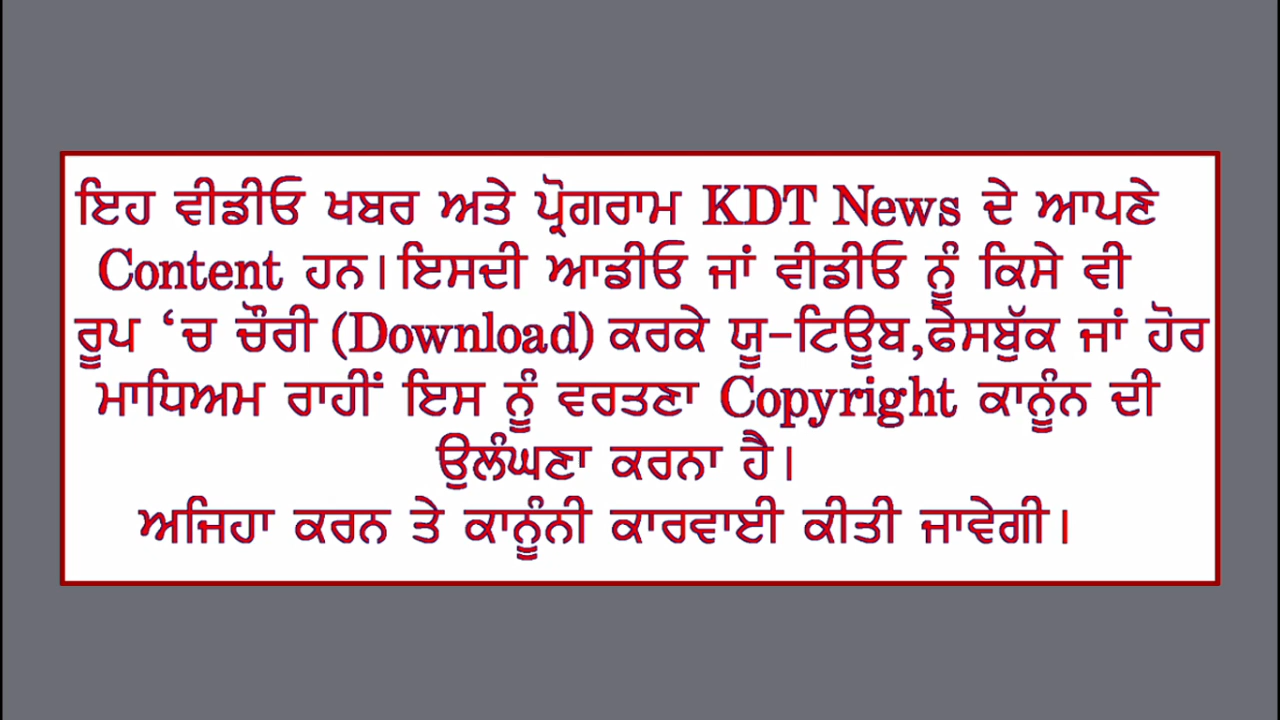 ਇਹ ਵੀਡੀਓ ਖਬਰ ਅਤੇ ਪ੍ਰੋਗਰਾਮ KDT News ਦੇ ਆਪਣੇ
Content ਹਨ।ਇਸਦੀ ਆਡੀਓ ਜਾਂ ਵੀਡੀਓ ਨੂੰ ਕਿਸੇ ਵੀ
ਰੂਪ ‘ਚ ਚੋਰੀ (Download) ਕਰਕੇ ਯੂ-ਟਿਊਬ,ਫੇਸਬੁੱਕ ਜਾਂ ਹੋਰ
ਮਾਧਿਅਮ ਰਾਹੀਂ ਇਸ ਨੂੰ ਵਰਤਣਾ Copyright ਕਾਨੂੰਨ ਦੀ
ਉਲੰਘਣਾ ਕਰਨਾ ਹੈ।
ਅਜਿਹਾ ਕਰਨ ਤੇ ਕਾਨੂੰਨੀ ਕਾਰਵਾਈ ਕੀਤੀ ਜਾਵੇਗੀ।